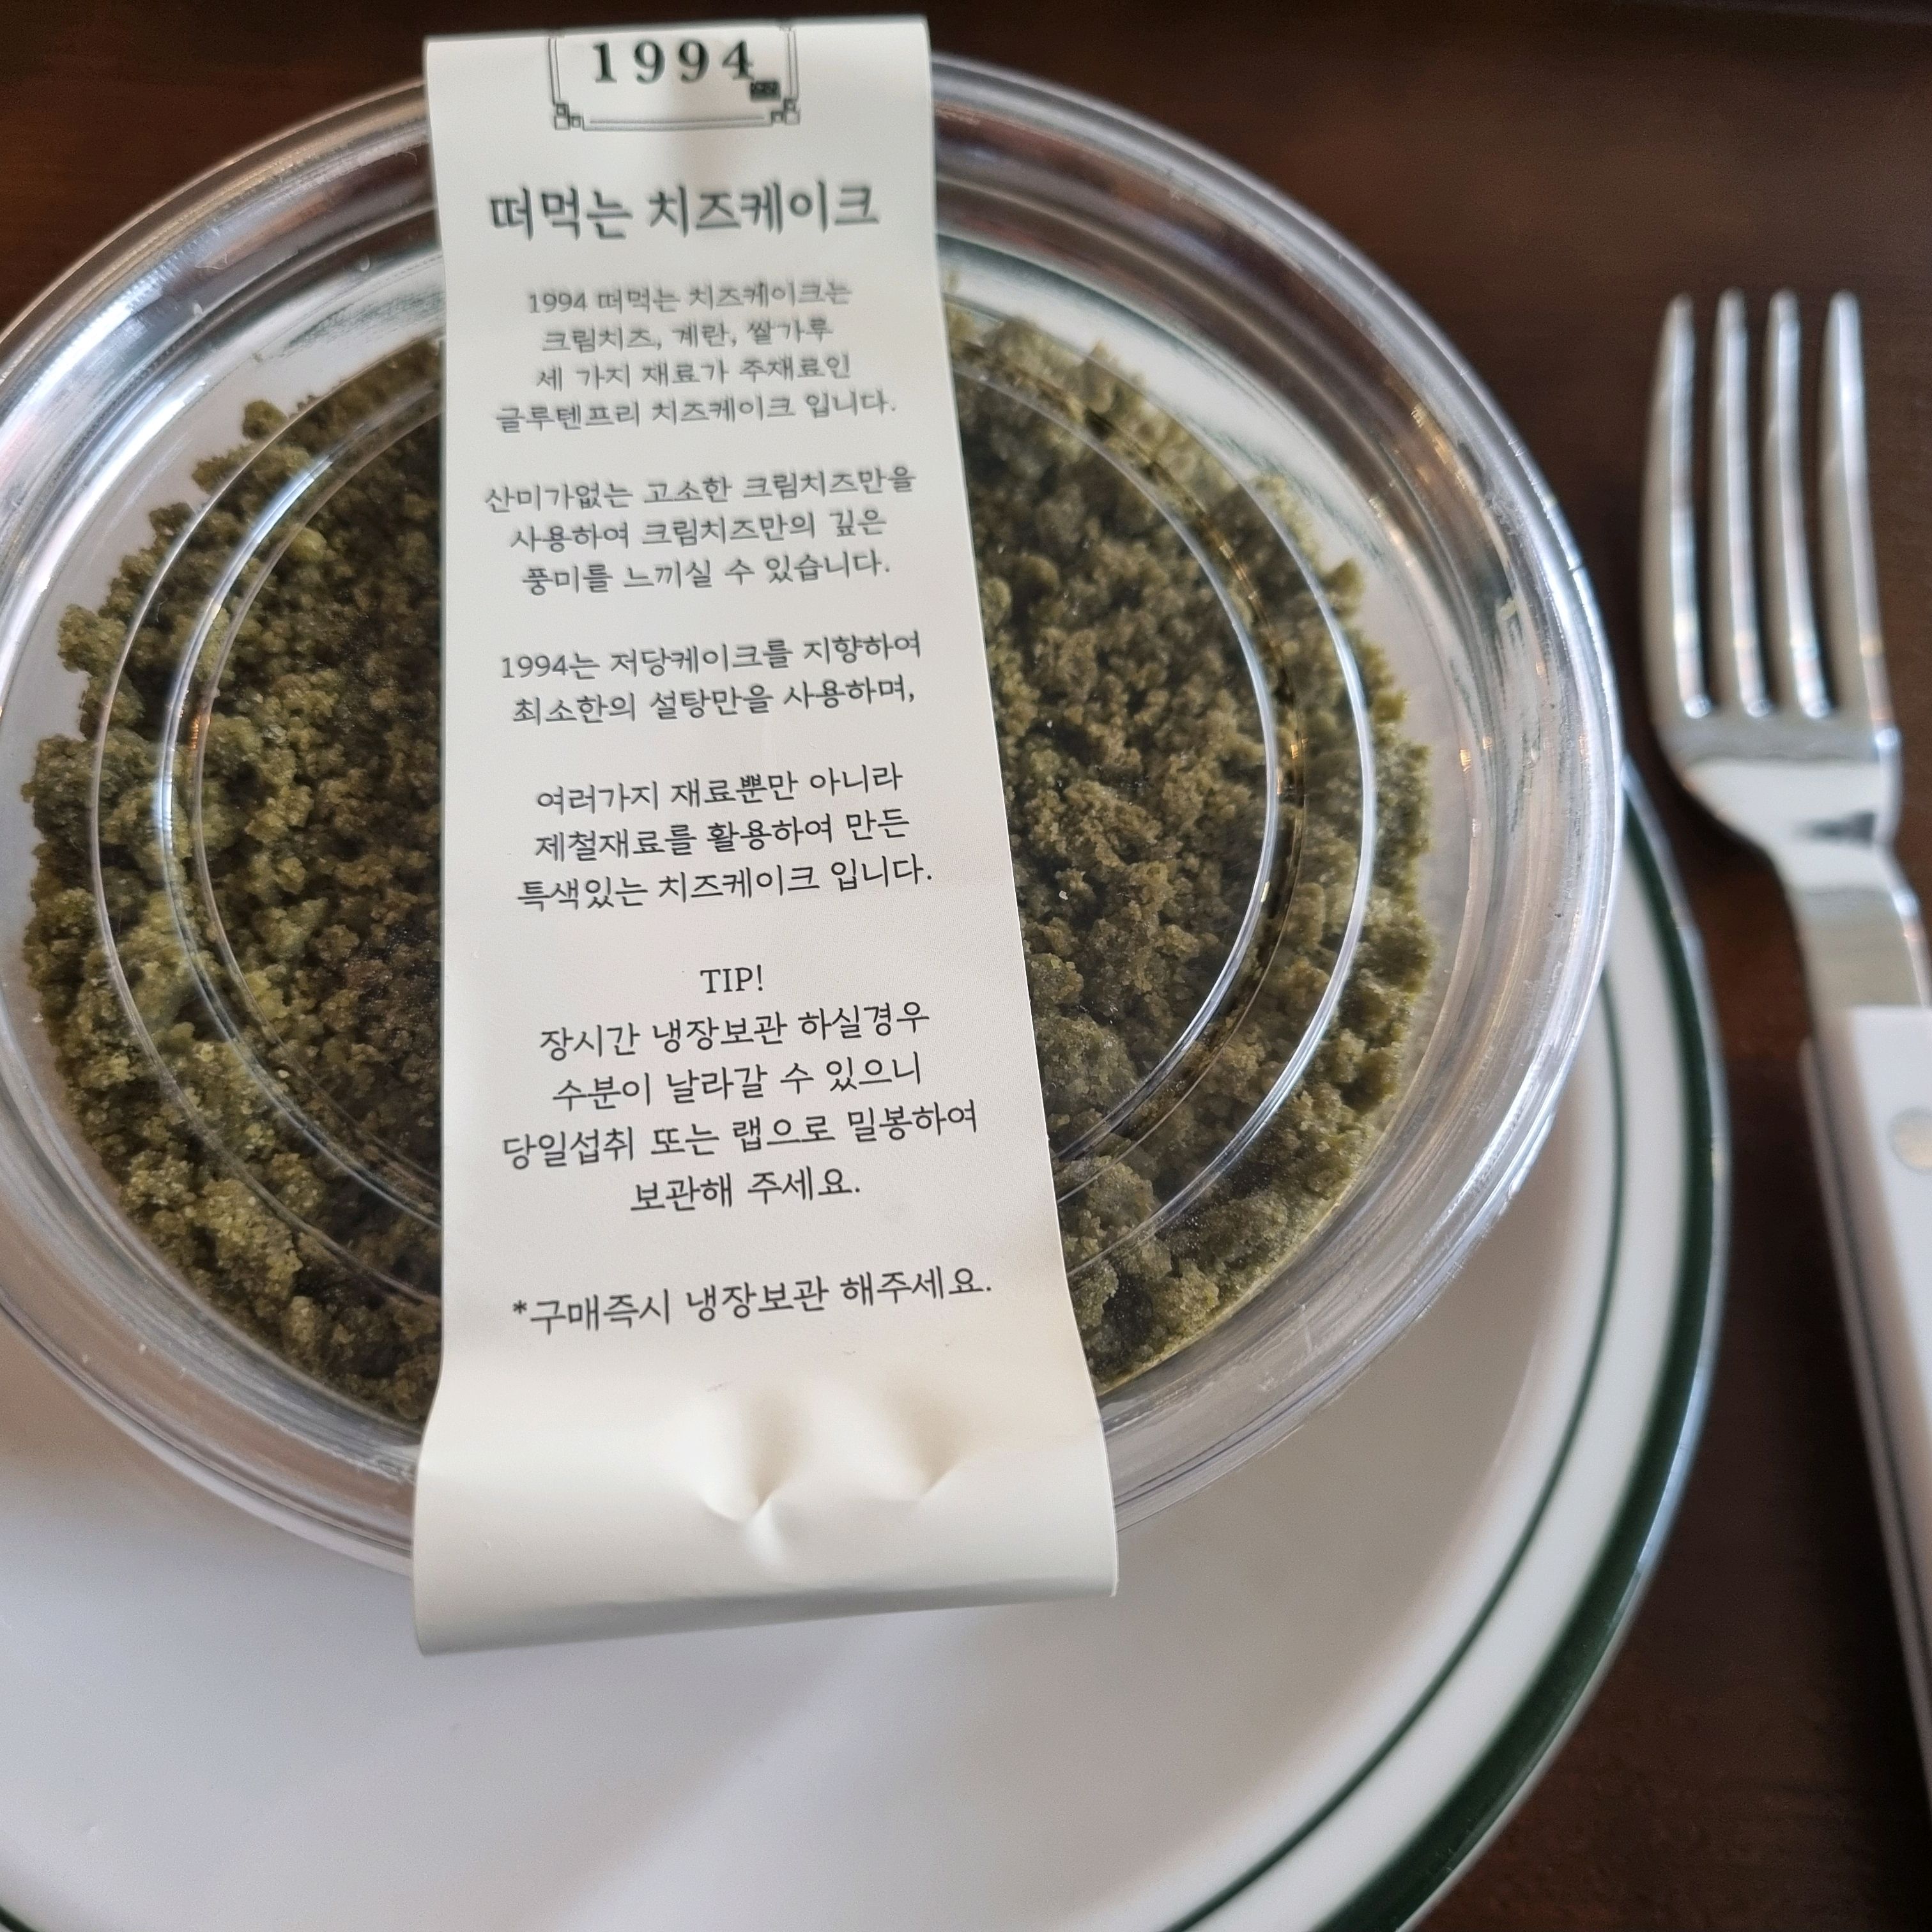 1994
떠먹는 치즈케이크
1994 떠먹는 치즈케이크는
크림치즈, 계란, 쌀가루
세 가지 재료가 주재료인
글루텐프리 치즈케이크 입니다.
산미가없는 고소한 크림치즈만을
사용하여 크림치즈만의 깊은
풍미를 느끼실 수 있습니다.
1994는 저당케이크를 지향하여
최소한의 설탕만을 사용하며,
여러가지 재료뿐만 아니라
제철재료를 활용하여 만든
특색있는 치즈케이크 입니다.
TIP!
장시간 냉장보관 하실경우
수분이 날라갈 수 있으니
당일섭취 또는 랩으로 밀봉하여
보관해 주세요.
*구매즉시 냉장보관 해주세요.